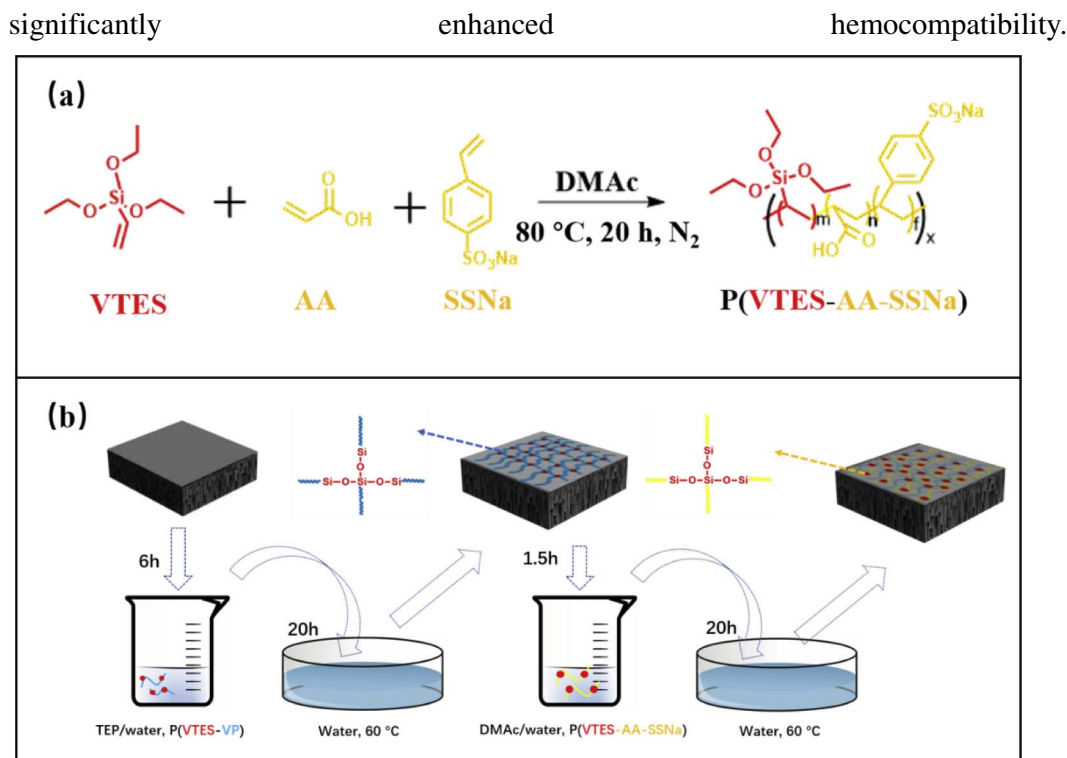 significantly enhanced hemocompatibility.
(a)
O
O Si O
+
O
OH
+
SO₃Na
DMAc
80 °C, 20 h, N₂
SO₃Na
O
Si O
O
m n f x
HO O
VTES AA SSNa P(VTES-AA-SSNa)
(b)
Si
O
Si-O-Si-O-Si
Si
O
Si-O-Si-O-Si
6h
20h
1.5h
20h
TEP/water, P(VTES-VP) Water, 60 °C DMAc/water, P(VTES-AA-SSNa) Water, 60 °C